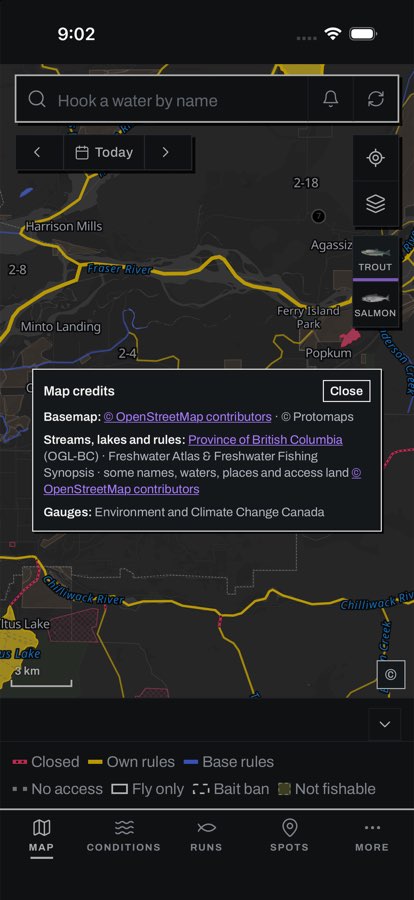 9:02
Hook a water by name
Today
2-18
7
Harrison Mills
Agassiz
TROUT
2-8
Fraser River
SALMON
Ferry Island
Park
Minto Landing
2-4
Popkum
Map credits
Close
Basemap: © OpenStreetMap contributors · © Protomaps
Streams, lakes and rules: Province of British Columbia
(OGL-BC) · Freshwater Atlas & Freshwater Fishing
Synopsis · some names, waters, places and access land ©
OpenStreetMap contributors
Gauges: Environment and Climate Change Canada
Chilliwack River
Chilliwack Riv
ltus Lake
us Lake
3 km
©
Closed
Own rules
Base rules
No access
Fly only
Bait ban
Not fishable
MAP
CONDITIONS
RUNS
SPOTS
MORE